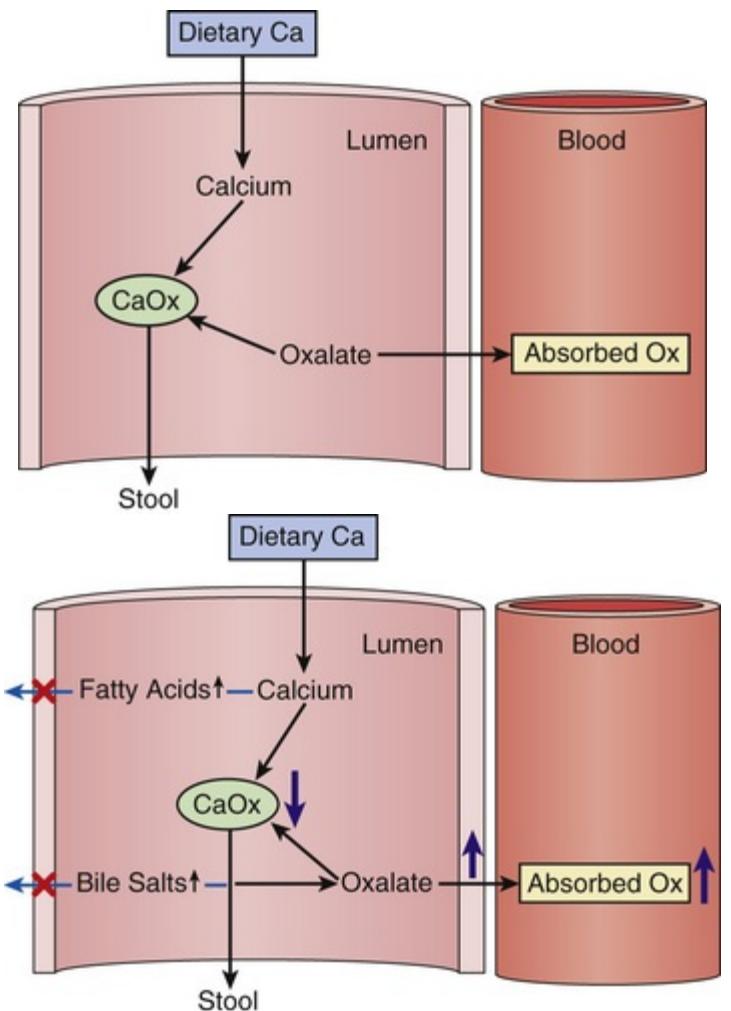 Dietary Ca
Lumen
Blood
Calcium
CaOx
Oxalate
Absorbed Ox
Stool
Dietary Ca
Lumen
Blood
Fatty Acids↑
Calcium
CaOx
Bile Salts↑
Oxalate
Absorbed Ox
Stool